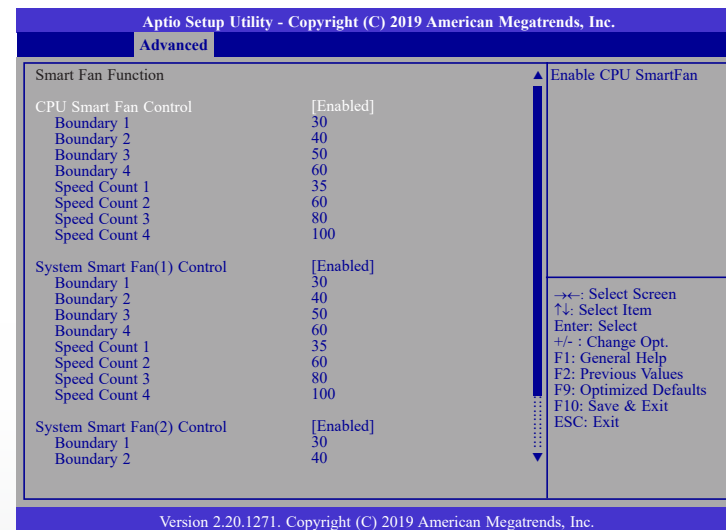 Aptio Setup Utility - Copyright (C) 2019 American Megatrends, Inc.
Advanced
Smart Fan Function
CPU Smart Fan Control [Enabled]
Boundary 1 30
Boundary 2 40
Boundary 3 50
Boundary 4 60
Speed Count 1 35
Speed Count 2 60
Speed Count 3 80
Speed Count 4 100
System Smart Fan(1) Control [Enabled]
Boundary 1 30
Boundary 2 40
Boundary 3 50
Boundary 4 60
Speed Count 1 35
Speed Count 2 60
Speed Count 3 80
Speed Count 4 100
System Smart Fan(2) Control [Enabled]
Boundary 1 30
Boundary 2 40
Enable CPU SmartFan
→←: Select Screen
↑↓: Select Item
Enter: Select
+/- : Change Opt.
F1: General Help
F2: Previous Values
F9: Optimized Defaults
F10: Save & Exit
ESC: Exit
Version 2.20.1271. Copyright (C) 2019 American Megatrends, Inc.